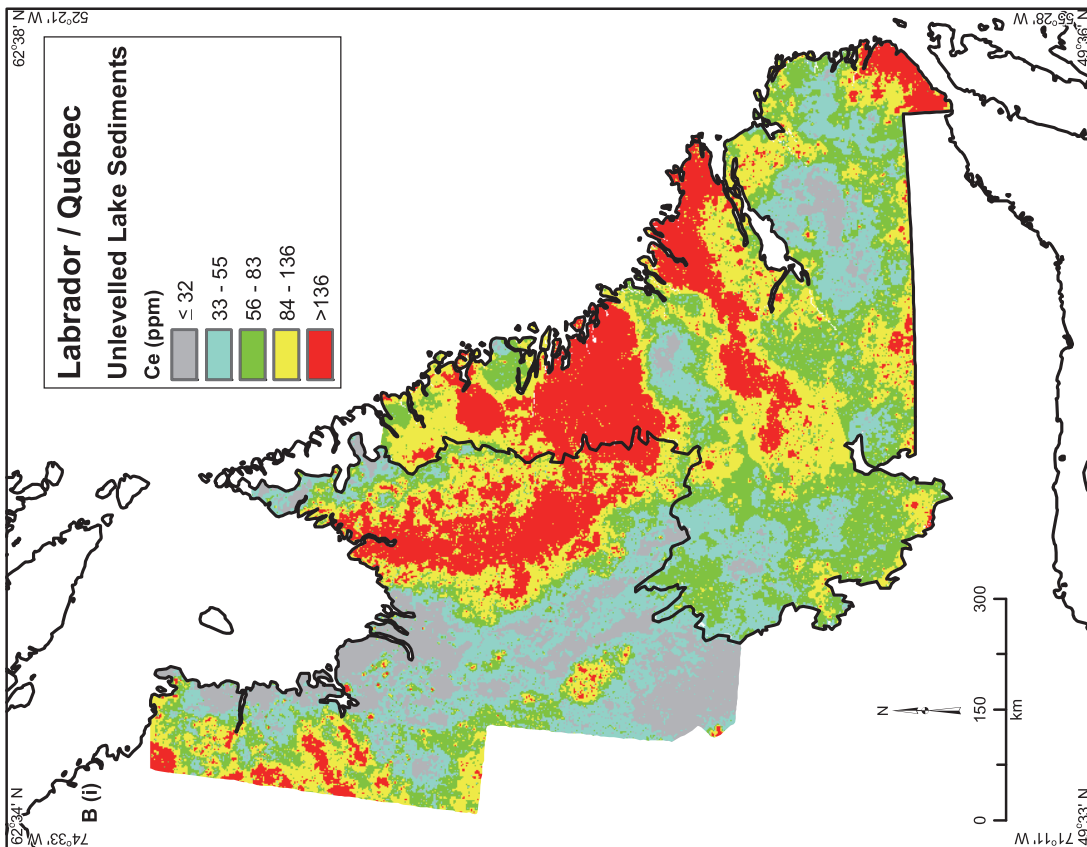 62°38' N
52°21' W
Labrador / Québec
Unlevelled Lake Sediments
Ce (ppm)
≤ 32
33 - 55
56 - 83
84 - 136
>136
62°34' N
74°33' W
B (i)
N
0 150 300
km
49°33' N
71°11' W
55°28' W
49°36' N